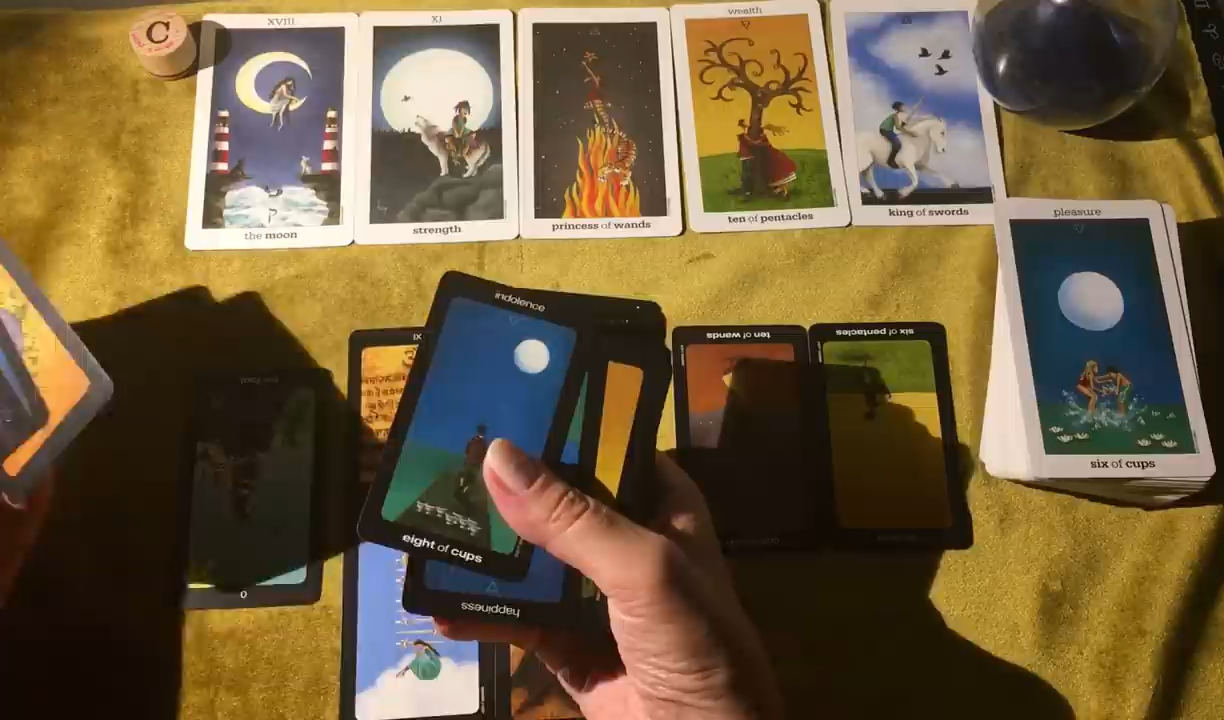 C
XVIII
the moon
XI
strength
princess of wands
wealth
ten of pentacles
king of swords
pleasure
six of cups
indolence
eight of cups
happiness
ten of wands
six of pentacles
IX
0